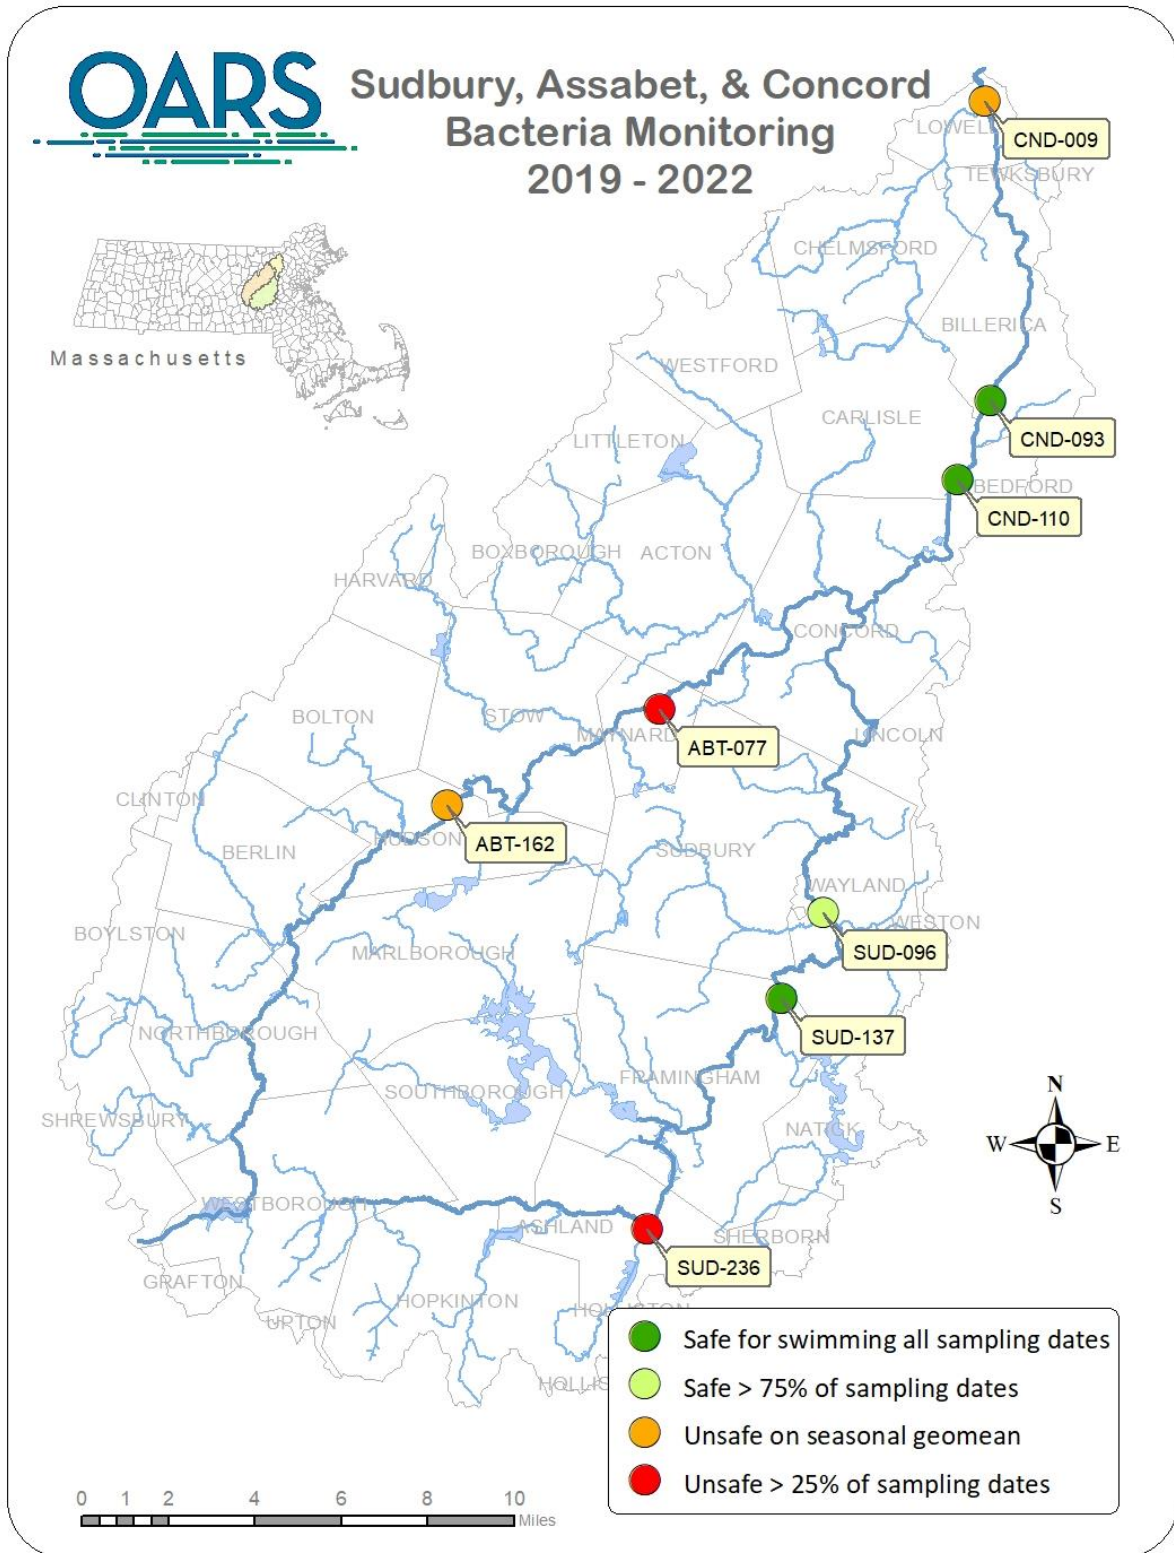 OARS
Sudbury, Assabet, & Concord
Bacteria Monitoring
2019 - 2022
Massachusetts
LOWELL
CND-009
TEWKSBURY
CHELMSFORD
BILLERICA
WESTFORD
CARLISLE
LITTLETON
CND-093
BEDFORD
CND-110
BOXBOROUGH
ACTON
HARVARD
CONCORD
BOLTON
STOW
MAYNARD
LINCOLN
ABT-077
CLINTON
HUDSON
ABT-162
BERLIN
SUDBURY
WAYLAND
WESTON
BOYLSTON
MARLBOROUGH
SUD-096
NORTHBOROUGH
SUD-137
FRAMINGHAM
SOUTHBOROUGH
SHREWSBURY
NATICK
N
W E
S
WESTBOROUGH
ASHLAND
SHERBORN
SUD-236
GRAFTON
HOPKINTON
UPTON
HOLLISTON
HOLLIS
Safe for swimming all sampling dates
Safe > 75% of sampling dates
Unsafe on seasonal geomean
Unsafe > 25% of sampling dates
0 1 2 4 6 8 10
Miles